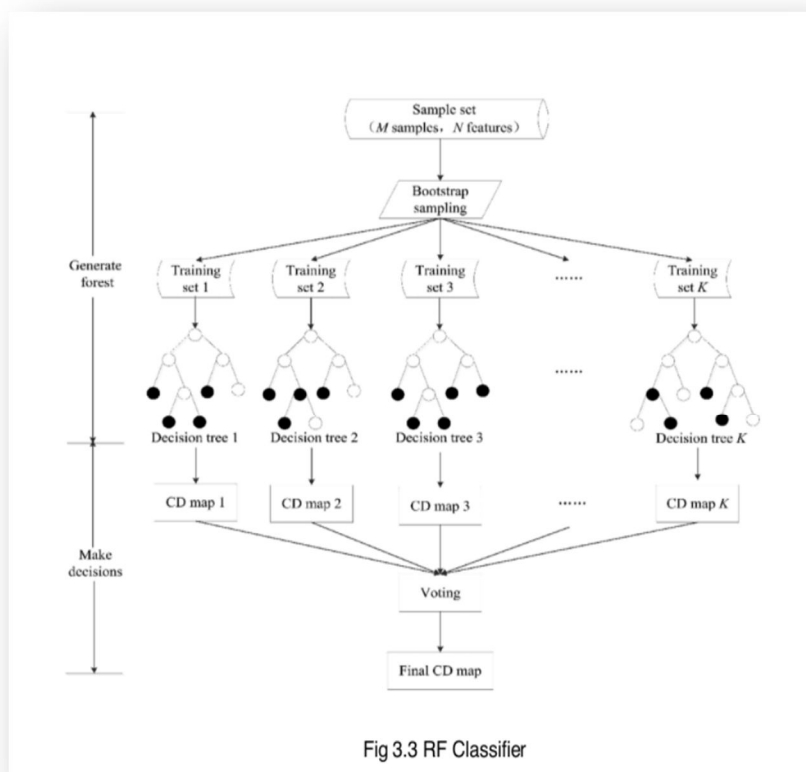 Sample set
(M samples, N features)
Bootstrap
sampling
Generate
forest
Training
set 1
Training
set 2
Training
set 3
......
Training
set K
......
Decision tree 1
Decision tree 2
Decision tree 3
Decision tree K
CD map 1
CD map 2
CD map 3
......
CD map K
Make
decisions
Voting
Final CD map
Fig 3.3 RF Classifier